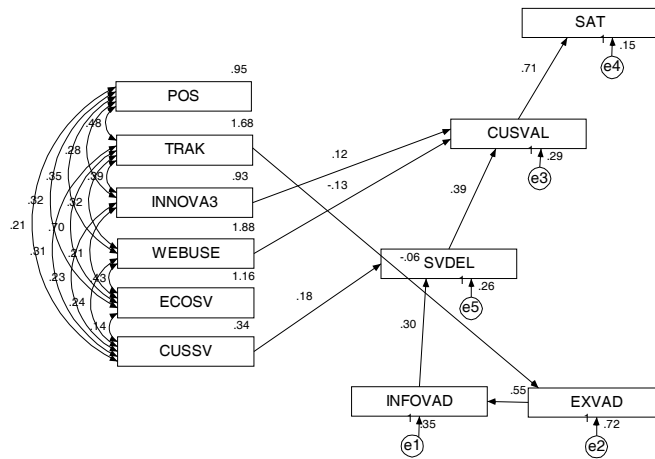 SAT
1
.15
e4
.95
POS
.71
.48
1.68
TRAK
CUSVAL
.12
1
.29
e3
.28
.93
-.13
.35
.39
INNOVA3
.39
.32
.32
.21
.70
.21
1.88
WEBUSE
-.06
SVDEL
.31
1.16
1
.26
e5
.23
.43
ECOSV
.18
.24
.34
.30
.14
CUSSV
INFOVAD
.55
EXVAD
1
.35
1
.72
e1
e2